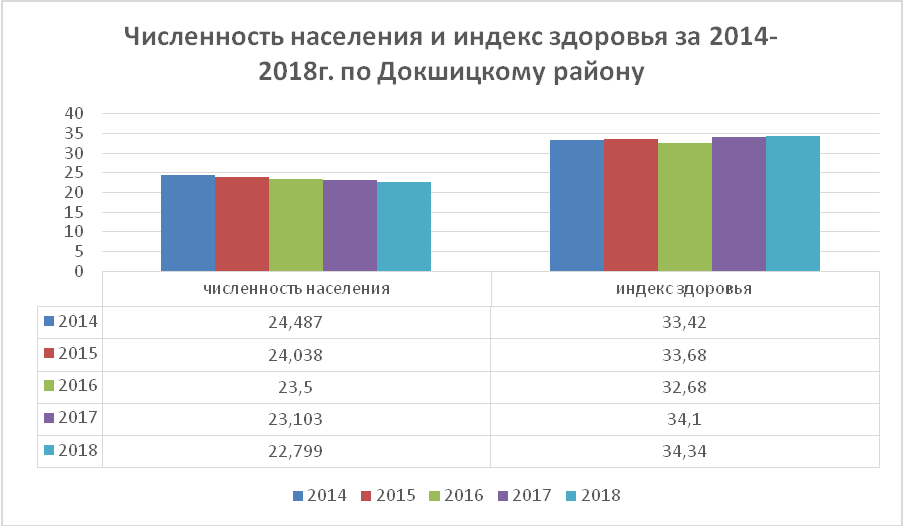 Численность населения и индекс здоровья за 2014-
2018г. по Докшицкому району
40
35
30
25
20
15
10
5
0
численность населения индекс здоровья
2014 24,487 33,42
2015 24,038 33,68
2016 23,5 32,68
2017 23,103 34,1
2018 22,799 34,34
2014 2015 2016 2017 2018